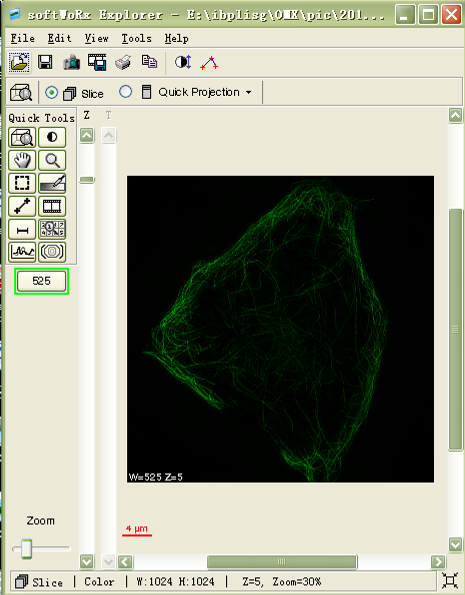 softWoRx Explorer - E:\ibplisg\OMX\pic\201...
File Edit View Tools Help
Slice Quick Projection
Quick Tools Z T
525
W=525 Z=5
Zoom
4 µm
Slice | Color | W:1024 H:1024 | Z=5, Zoom=30%